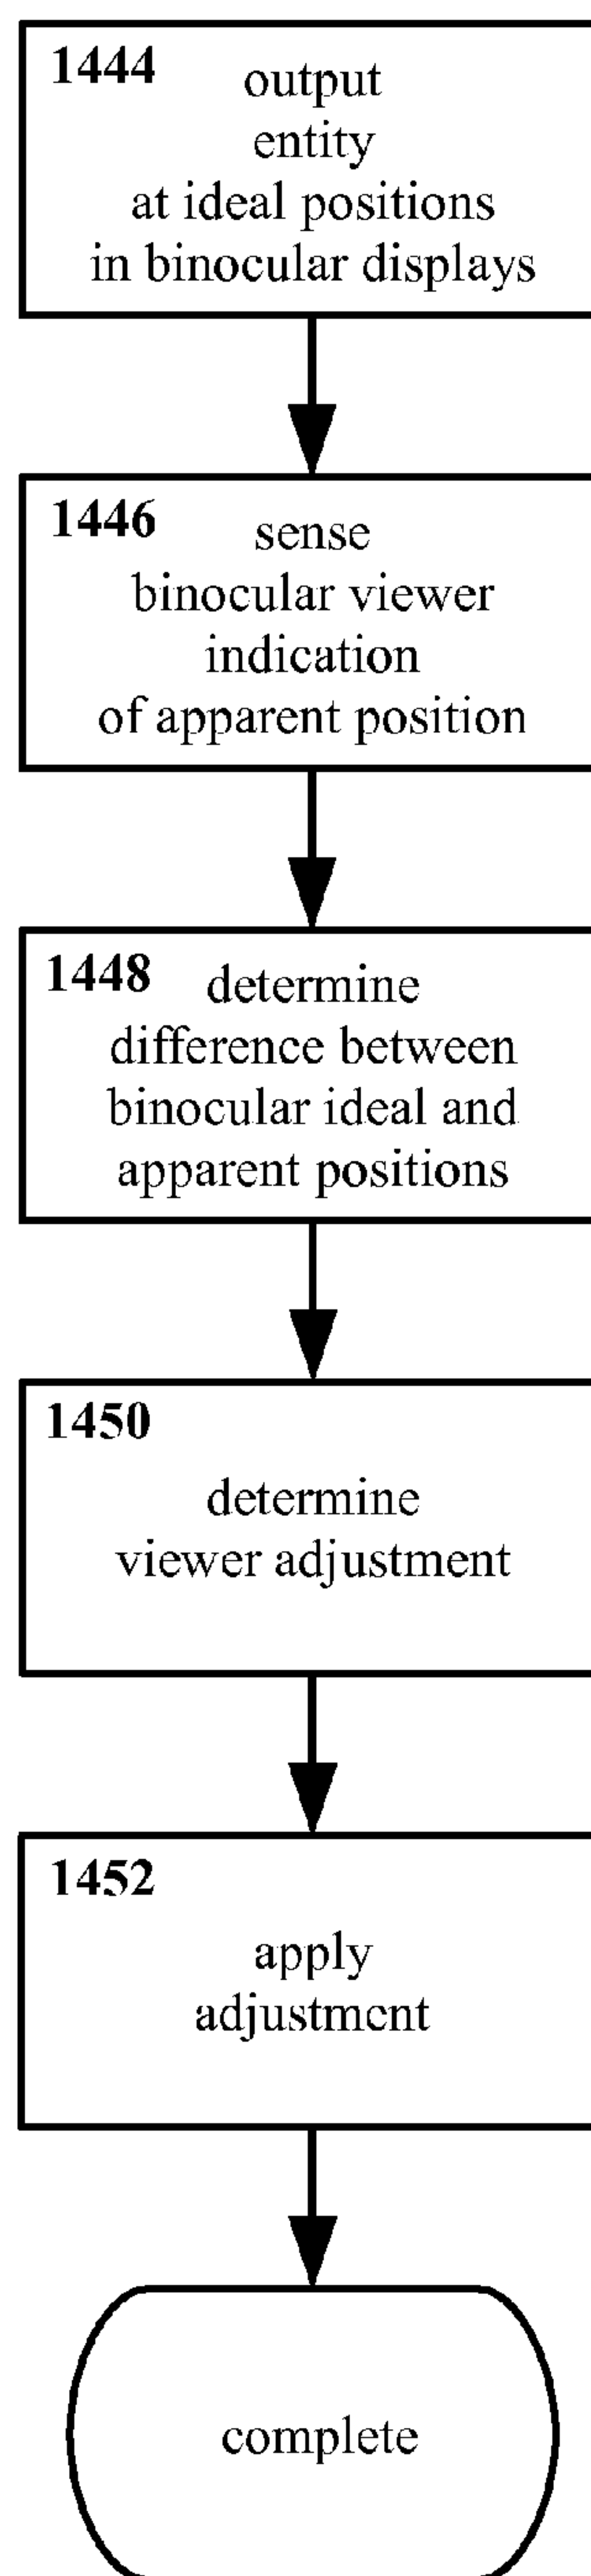 1444
output
entity
at ideal positions
in binocular displays
1446
sense
binocular viewer
indication
of apparent position
1448
determine
difference between
binocular ideal and
apparent positions
1450
determine
viewer adjustment
1452
apply
adjustment
complete